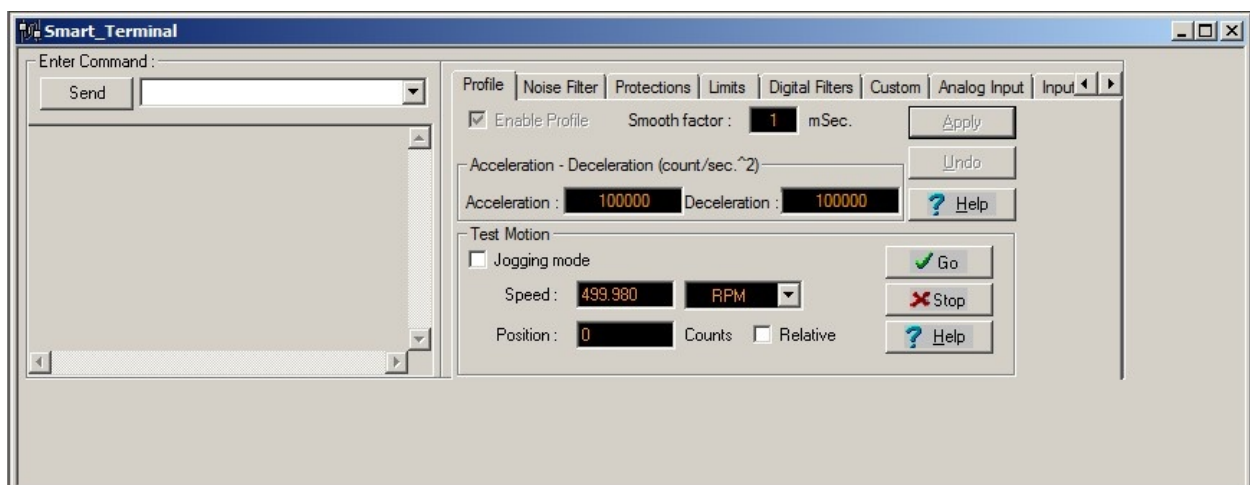 Smart_Terminal
Enter Command :
Send
Profile Noise Filter Protections Limits Digital Filters Custom Analog Input Input
Enable Profile Smooth factor : 1 mSec. Apply
Undo
Acceleration - Deceleration (count/sec.^2)
Acceleration : 100000 Deceleration : 100000 Help
Test Motion
Jogging mode Go
Speed : 499.980 RPM Stop
Position : 0 Counts Relative Help